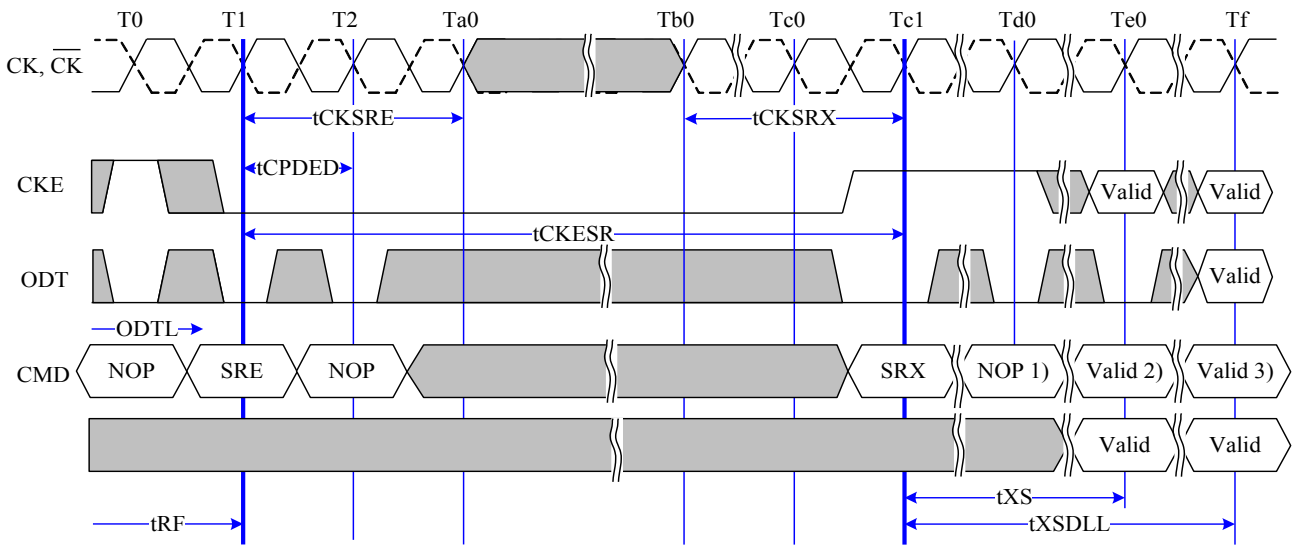 T0 T1 T2 Ta0 Tb0 Tc0 Tc1 Td0 Te0 Tf
CK, CK
tCKSRE tCKSRX
tCPDED
CKE Valid Valid
tCKESR
ODT Valid
ODTL
CMD NOP SRE NOP SRX NOP 1) Valid 2) Valid 3)
Valid Valid
tXS
tRF tXSDLL